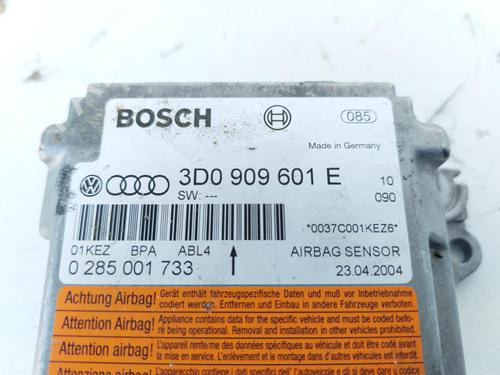 BOSCH
085
Made in Germany
3D0 909 601 E
10
SW: ---
090
*0037C001KEZ6*
01KEZ BPA ABL4
AIRBAG SENSOR
0 285 001 733
23.04.2004
Achtung Airbag! Gerät enthält fahrzeugspezifische Daten und muß vor Inbetriebnahme
codiert werden. Entfernen und Einbau in andere Fahrzeuge verboten.
Attention Airbag! Appliance contains data for the specific vehicle and must be coded
before being operated. Removal and installation in other vehicles prohibited.
Attention airbag! L'appareil renferme des données spécifiques au véhicule et doit être codé avant
la mise en service. L'enlèvement et le montage dans d'autres véhicules